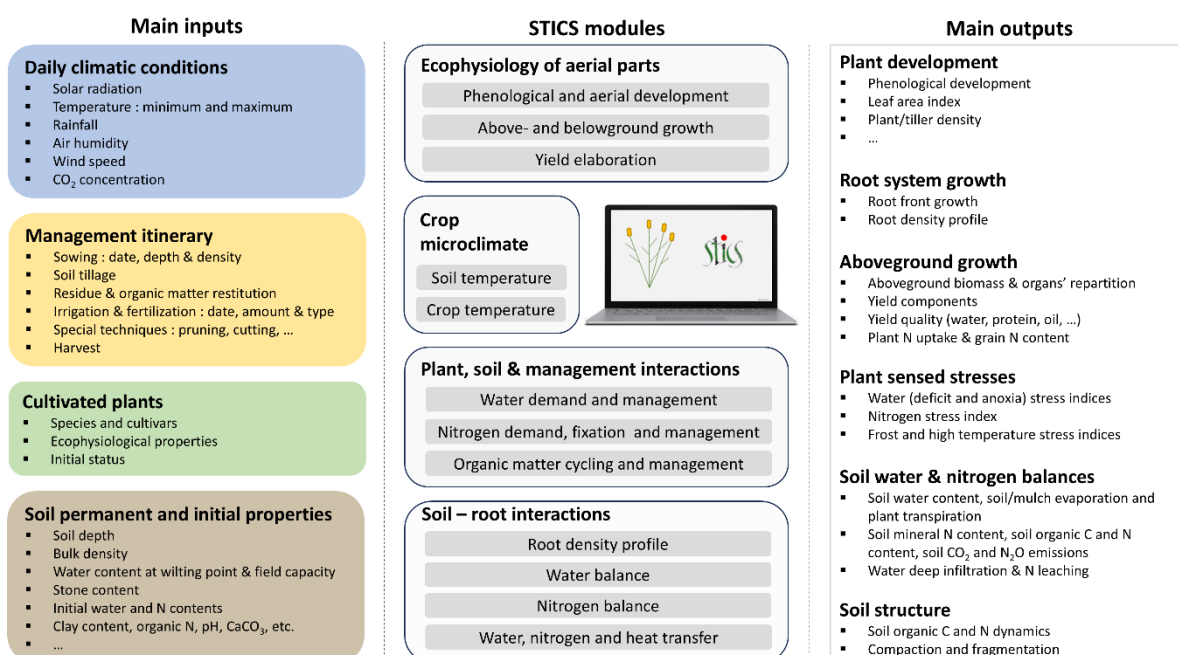 Main inputs
Daily climatic conditions
▪ Solar radiation
▪ Temperature : minimum and maximum
▪ Rainfall
▪ Air humidity
▪ Wind speed
▪ CO₂ concentration
Management itinerary
▪ Sowing : date, depth & density
▪ Soil tillage
▪ Residue & organic matter restitution
▪ Irrigation & fertilization : date, amount & type
▪ Special techniques : pruning, cutting, …
▪ Harvest
Cultivated plants
▪ Species and cultivars
▪ Ecophysiological properties
▪ Initial status
Soil permanent and initial properties
▪ Soil depth
▪ Bulk density
▪ Water content at wilting point & field capacity
▪ Stone content
▪ Initial water and N contents
▪ Clay content, organic N, pH, CaCO₃, etc.
▪ …
STICS modules
Ecophysiology of aerial parts
Phenological and aerial development
Above- and belowground growth
Yield elaboration
Crop
microclimate
Soil temperature
Crop temperature
stics
Plant, soil & management interactions
Water demand and management
Nitrogen demand, fixation and management
Organic matter cycling and management
Soil – root interactions
Root density profile
Water balance
Nitrogen balance
Water, nitrogen and heat transfer
Main outputs
Plant development
▪ Phenological development
▪ Leaf area index
▪ Plant/tiller density
▪ …
Root system growth
▪ Root front growth
▪ Root density profile
Aboveground growth
▪ Aboveground biomass & organs’ repartition
▪ Yield components
▪ Yield quality (water, protein, oil, …)
▪ Plant N uptake & grain N content
Plant sensed stresses
▪ Water (deficit and anoxia) stress indices
▪ Nitrogen stress index
▪ Frost and high temperature stress indices
Soil water & nitrogen balances
▪ Soil water content, soil/mulch evaporation and
plant transpiration
▪ Soil mineral N content, soil organic C and N
content, soil CO₂ and N₂O emissions
▪ Water deep infiltration & N leaching
Soil structure
▪ Soil organic C and N dynamics
▪ Compaction and fragmentation